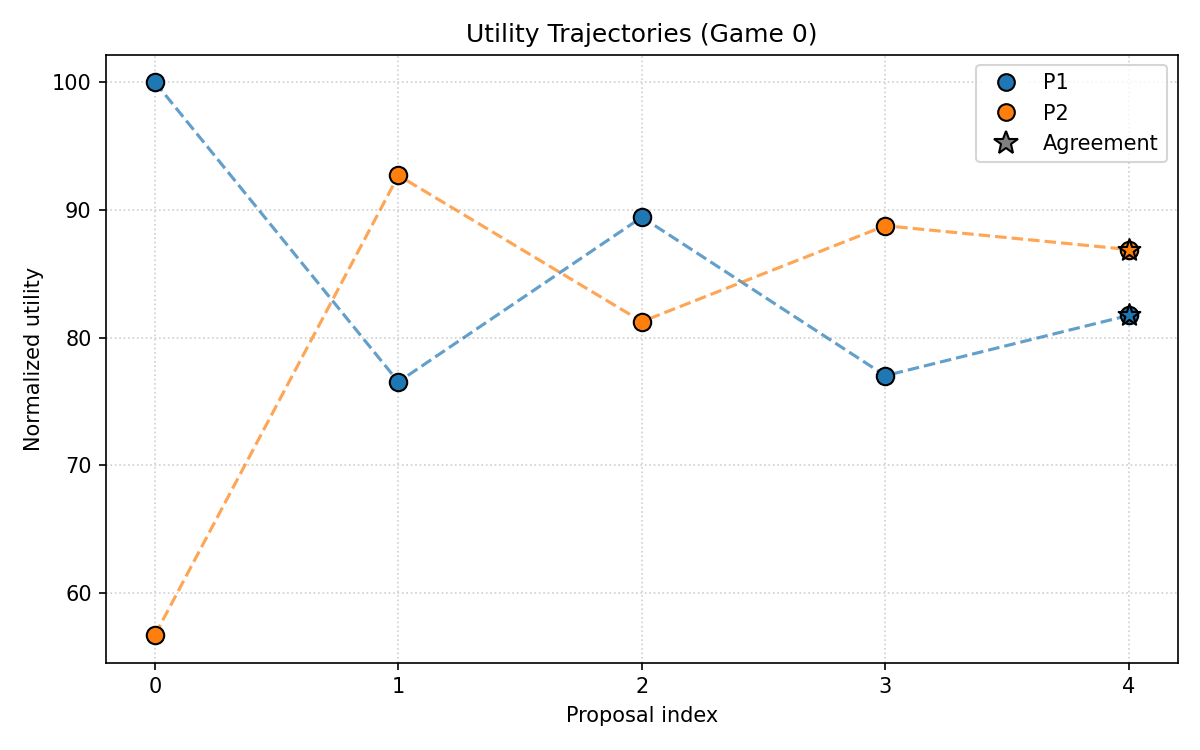 Utility Trajectories (Game 0)
P1
P2
Agreement
100
90
80
70
60
Normalized utility
0 1 2 3 4
Proposal index